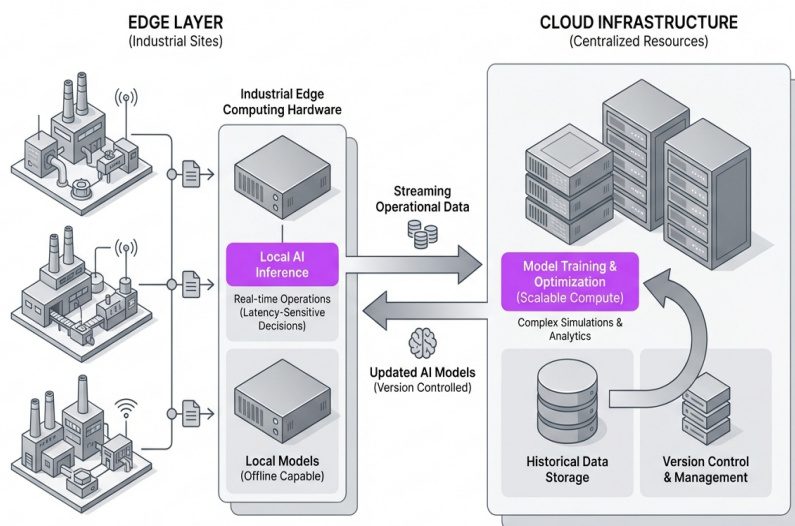 EDGE LAYER
(Industrial Sites)
CLOUD INFRASTRUCTURE
(Centralized Resources)
Industrial Edge
Computing Hardware
Local AI
Inference
Real-time Operations
(Latency-Sensitive
Decisions)
Local Models
(Offline Capable)
Streaming
Operational Data
Updated AI Models
(Version Controlled)
Model Training &
Optimization
(Scalable Compute)
Complex Simulations &
Analytics
Historical Data
Storage
Version Control
& Management